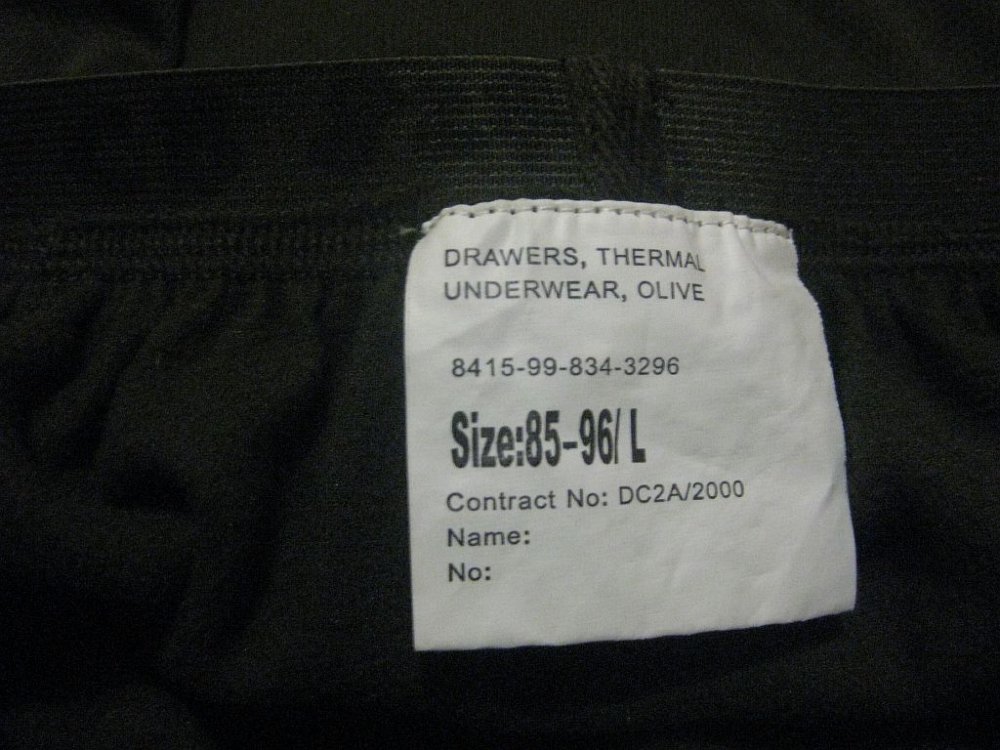 DRAWERS, THERMAL
UNDERWEAR, OLIVE
8415-99-834-3296
Size:85-96/ L
Contract No: DC2A/2000
Name:
No: